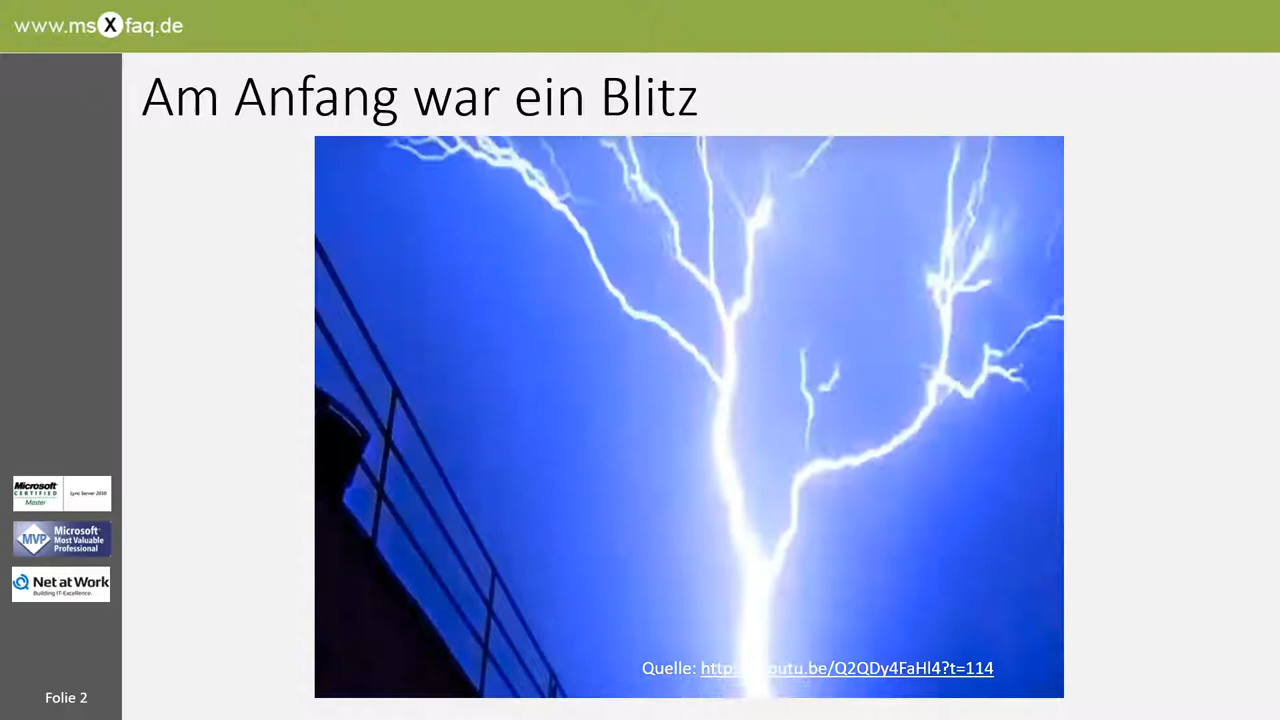 www.msXfaq.de
Am Anfang war ein Blitz
Microsoft
CERTIFIED
Master
Lync Server 2010
MVP
Microsoft
Most Valuable
Professional
Net at Work
Building IT-Excellence.
Quelle: http outu.be/Q2QDy4FaHl4?t=114
Folie 2